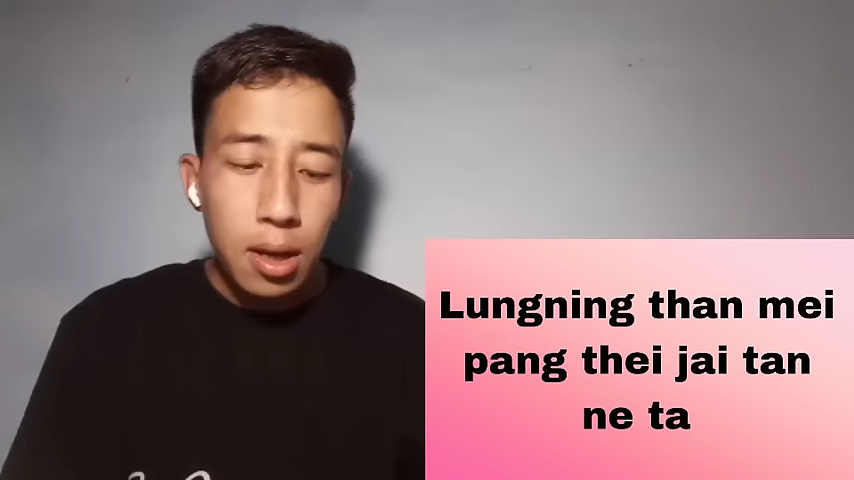 Lungning than mei
pang thei jai tan
ne ta